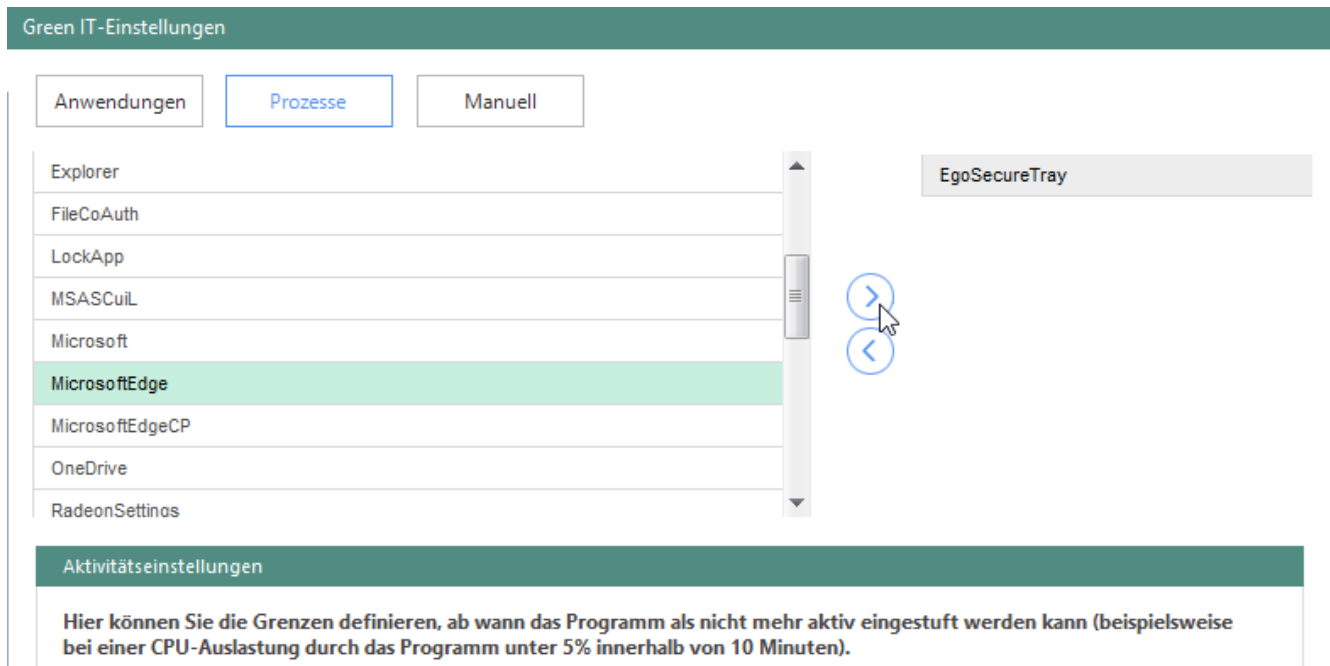 Green IT-Einstellungen
Anwendungen
Prozesse
Manuell
Explorer
FileCoAuth
LockApp
MSASCuiL
Microsoft
MicrosoftEdge
MicrosoftEdgeCP
OneDrive
RadeonSettings
EgoSecureTray
Aktivitätseinstellungen
Hier können Sie die Grenzen definieren, ab wann das Programm als nicht mehr aktiv eingestuft werden kann (beispielsweise
bei einer CPU-Auslastung durch das Programm unter 5% innerhalb von 10 Minuten).